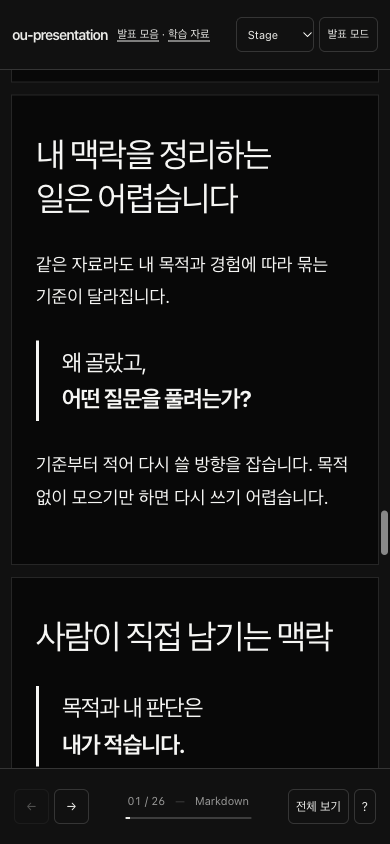 ou-presentation 발표 모음 · 학습 자료 Stage 발표 모드
내 맥락을 정리하는
일은 어렵습니다
같은 자료라도 내 목적과 경험에 따라 묶는
기준이 달라집니다.
왜 골랐고,
어떤 질문을 풀려는가?
기준부터 적어 다시 쓸 방향을 잡습니다. 목적
없이 모으기만 하면 다시 쓰기 어렵습니다.
사람이 직접 남기는 맥락
목적과 내 판단은
내가 적습니다.
← → 01 / 26 — Markdown 전체 보기 ?